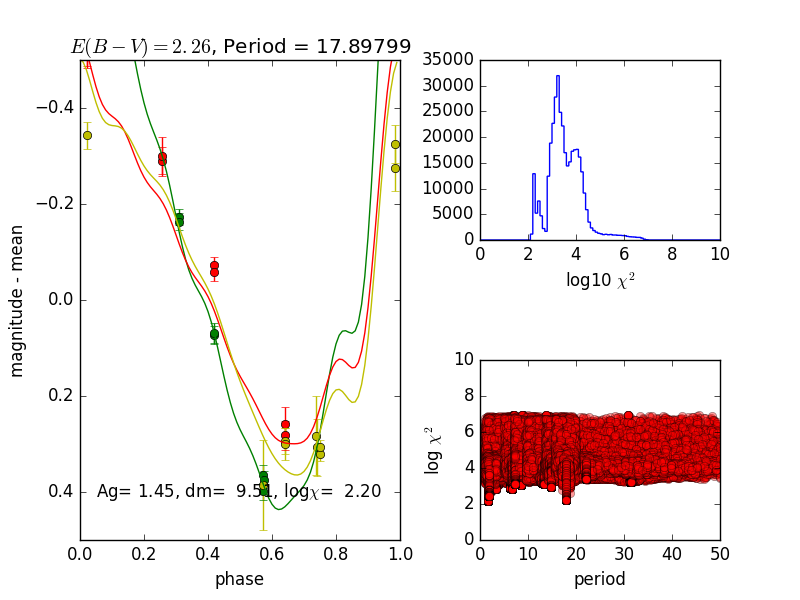 E(B − V) = 2.26, Period = 17.89799
−0.4
−0.2
0.0
0.2
0.4
magnitude - mean
Ag= 1.45, dm= 9.51, logχ= 2.20
0.0 0.2 0.4 0.6 0.8 1.0
phase
35000
30000
25000
20000
15000
10000
5000
0
0 2 4 6 8 10
log10 χ²
10
8
6
4
2
0
log χ²
0 10 20 30 40 50
period